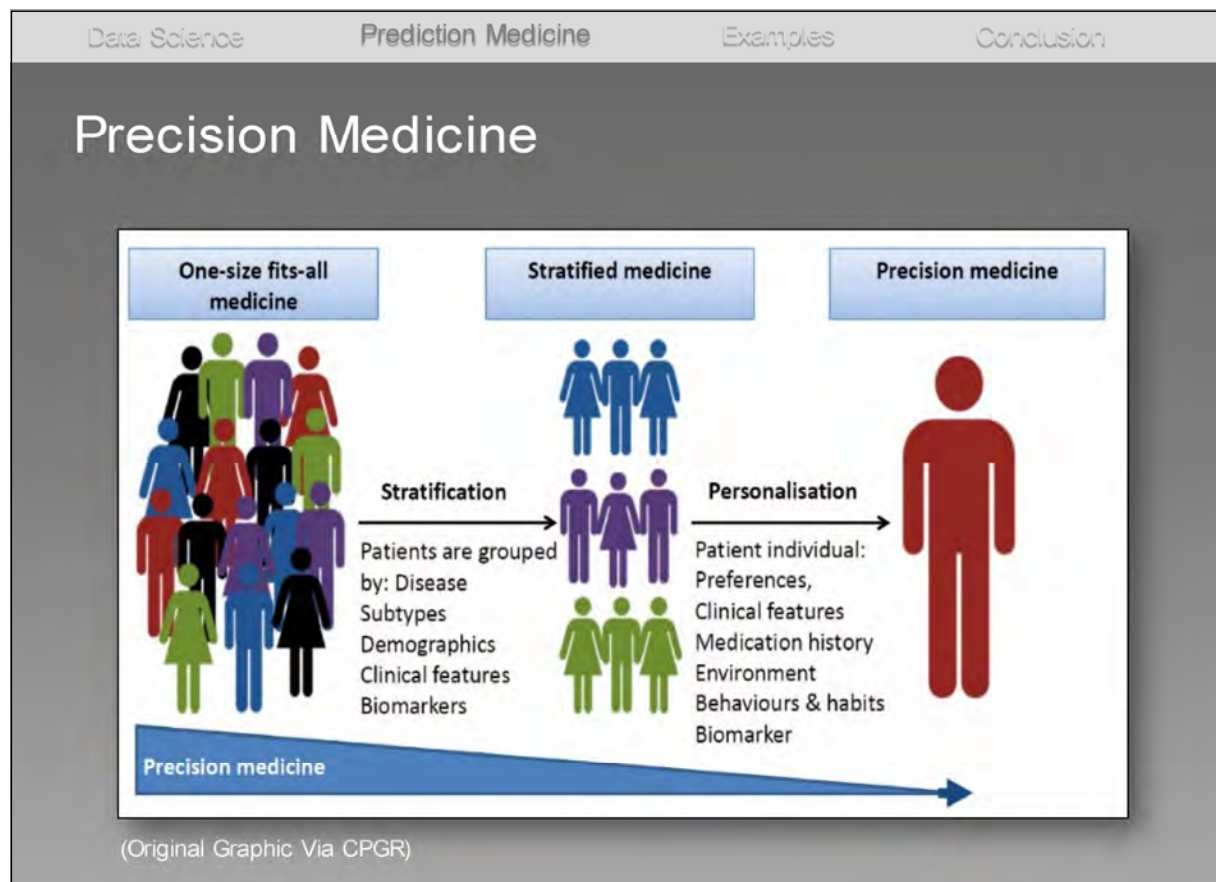 Data Science Prediction Medicine Examples Conclusion
Precision Medicine
One-size fits-all
medicine
Stratified medicine
Precision medicine
Stratification
Patients are grouped
by: Disease
Subtypes
Demographics
Clinical features
Biomarkers
Personalisation
Patient individual:
Preferences,
Clinical features
Medication history
Environment
Behaviours & habits
Biomarker
Precision medicine
(Original Graphic Via CPGR)